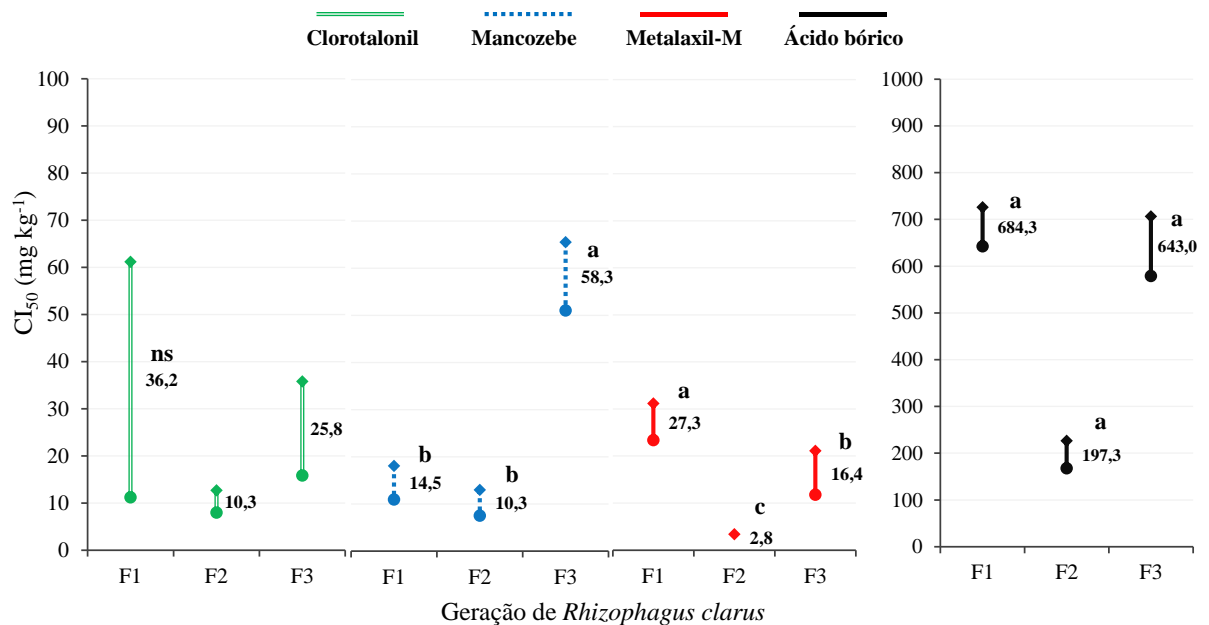 Clorotalonil Mancozebe Metalaxil-M Ácido bórico
CI50 (mg kg-1)
100
90
80
70
60
50
40
30
20
10
0
ns
36,2
10,3
25,8
F1 F2 F3
b
14,5
b
10,3
a
58,3
F1 F2 F3
a
27,3
c
2,8
b
16,4
F1 F2 F3
1000
900
800
700
600
500
400
300
200
100
0
a
684,3
a
197,3
a
643,0
F1 F2 F3
Geração de Rhizophagus clarus